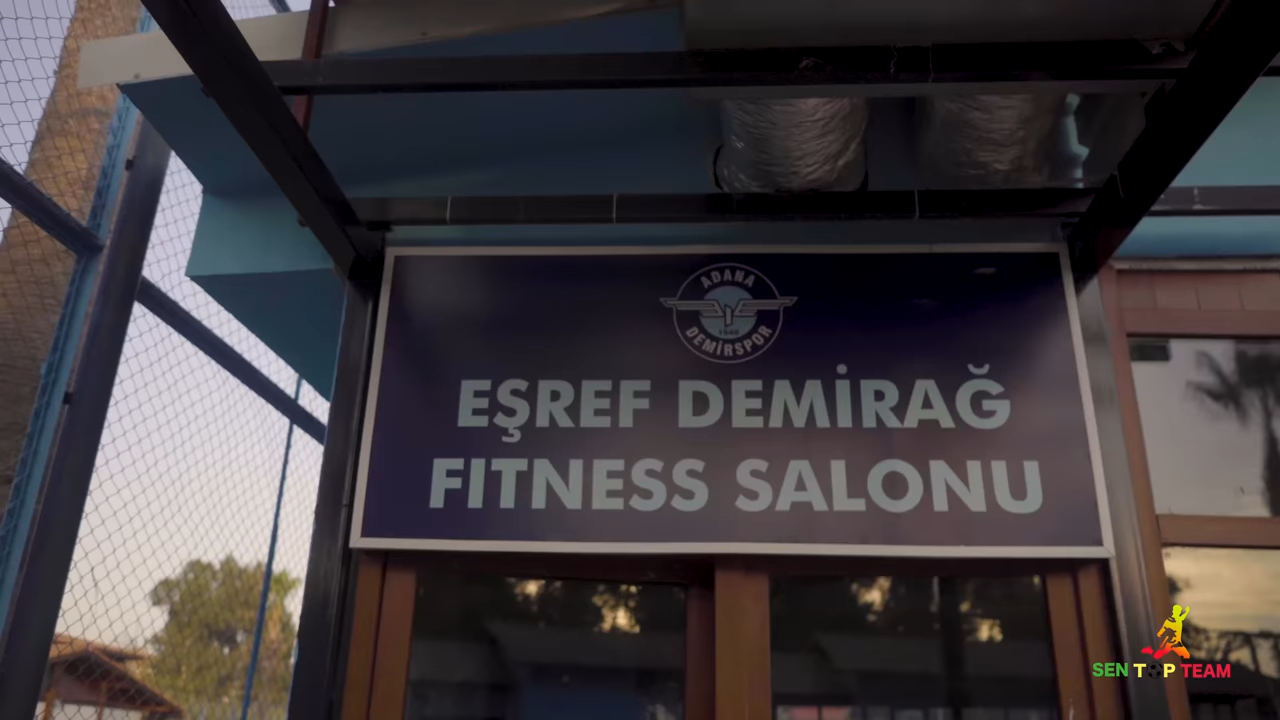 ADANA
1940
DEMİRSPOR
EŞREF DEMİRAĞ
FITNESS SALONU
SEN TOP TEAM